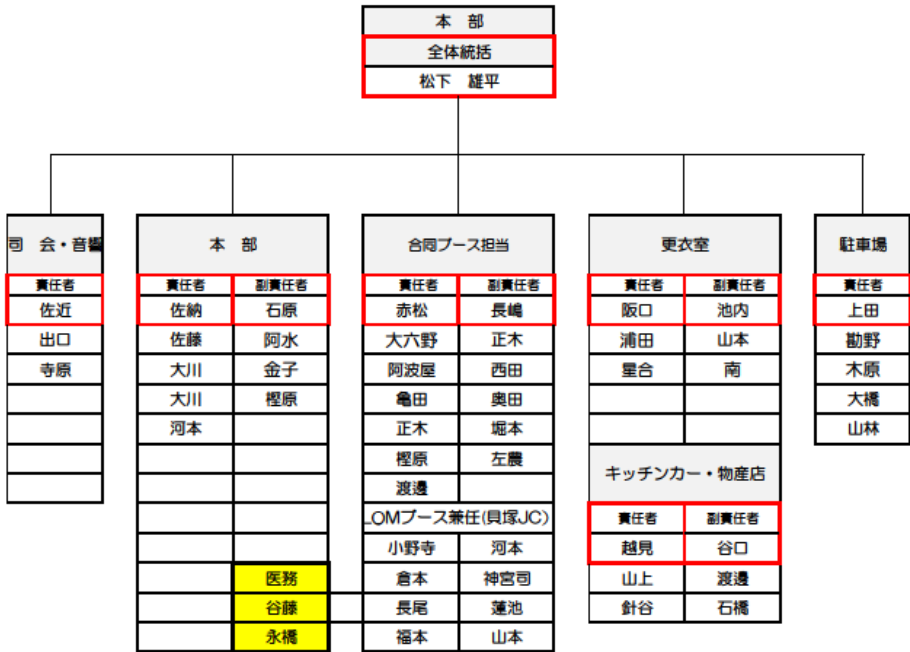 本 部
全体統括
松下 雄平
司 会・音響
責任者
佐近
出口
寺原
本 部
責任者 副責任者
佐納 石原
佐藤 阿水
大川 金子
大川 樫原
河本
医務
谷藤
永橋
合同ブース担当
責任者 副責任者
赤松 長嶋
大六野 正木
阿波屋 西田
亀田 奥田
正木 堀本
樫原 左農
渡邊
LOMブース兼任(貝塚JC)
小野寺 河本
倉本 神宮司
長尾 蓮池
福本 山本
更衣室
責任者 副責任者
阪口 池内
浦田 山本
星合 南
キッチンカー・物産店
責任者 副責任者
越見 谷口
山上 渡邊
針谷 石橋
駐車場
責任者
上田
勘野
木原
大橋
山林